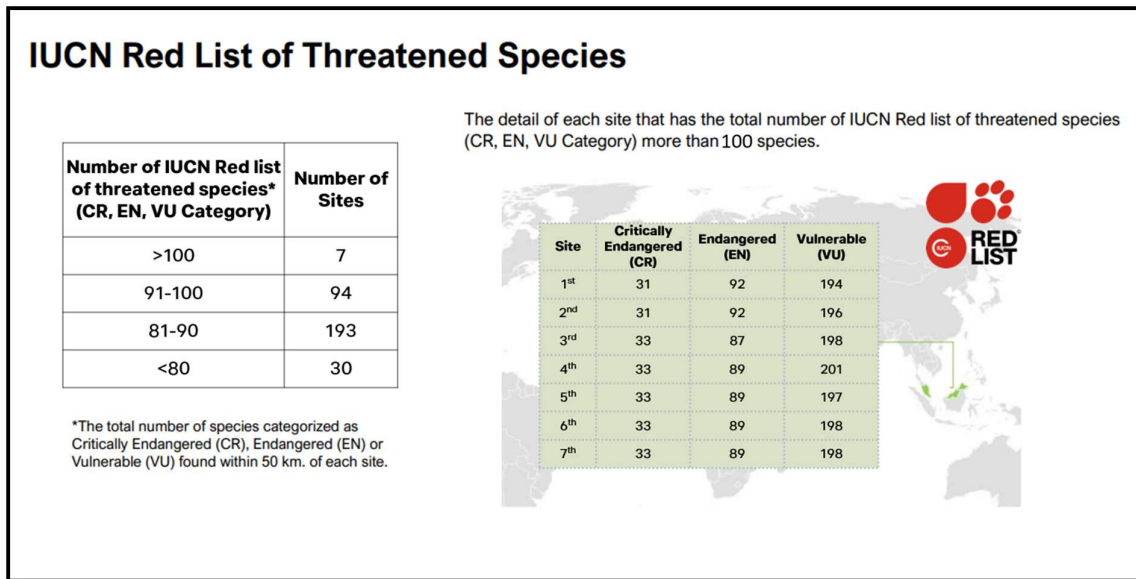 IUCN Red List of Threatened Species
The detail of each site that has the total number of IUCN Red list of threatened species
(CR, EN, VU Category) more than 100 species.
Number of IUCN Red list
of threatened species*
(CR, EN, VU Category)
Number of
Sites
>100 7
91-100 94
81-90 193
<80 30
*The total number of species categorized as
Critically Endangered (CR), Endangered (EN) or
Vulnerable (VU) found within 50 km. of each site.
Site
Critically
Endangered
(CR)
Endangered
(EN)
Vulnerable
(VU)
1st 31 92 194
2nd 31 92 196
3rd 33 87 198
4th 33 89 201
5th 33 89 197
6th 33 89 198
7th 33 89 198
IUCN
RED
LIST